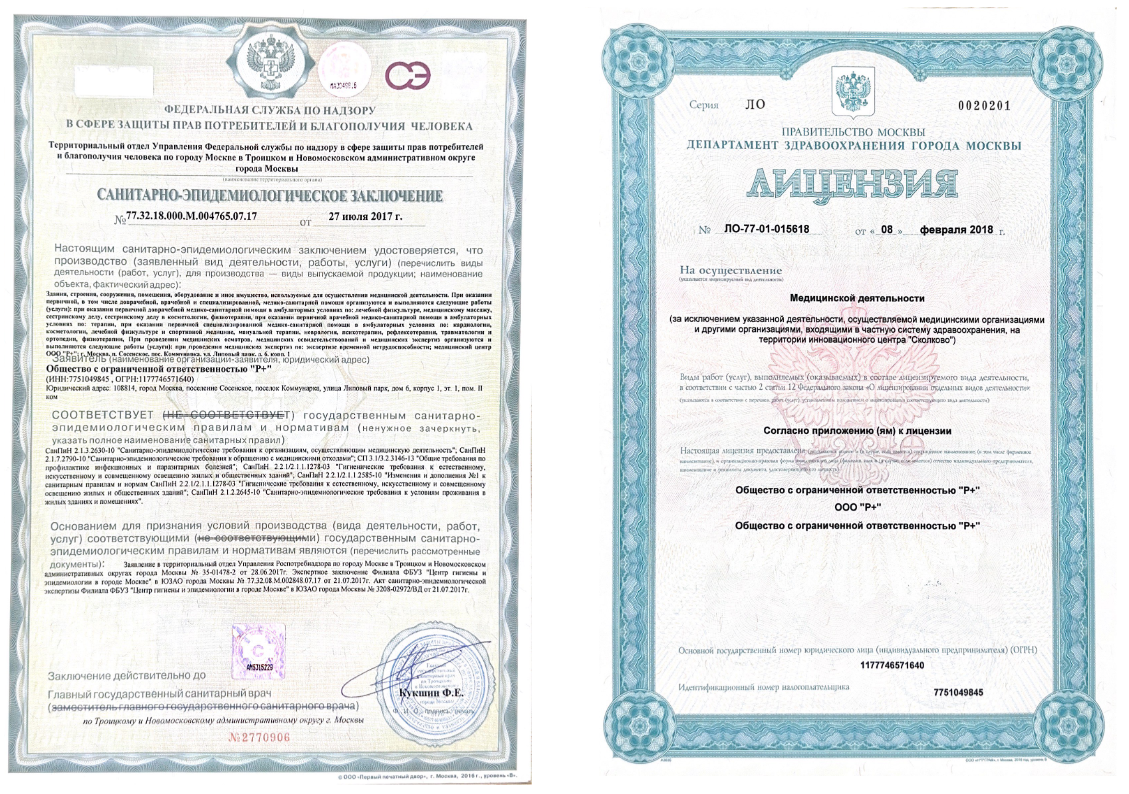 СЭ
ФЕДЕРАЛЬНАЯ СЛУЖБА ПО НАДЗОРУ
В СФЕРЕ ЗАЩИТЫ ПРАВ ПОТРЕБИТЕЛЕЙ И БЛАГОПОЛУЧИЯ ЧЕЛОВЕКА
Территориальный отдел Управления Федеральной службы по надзору в сфере защиты прав потребителей
и благополучия человека по городу Москве в Троицком и Новомосковском административном округе
города Москвы
(наименование территориального органа)
САНИТАРНО-ЭПИДЕМИОЛОГИЧЕСКОЕ ЗАКЛЮЧЕНИЕ
№77.32.18.000.М.004765.07.17 от 27 июля 2017 г.
Настоящим санитарно-эпидемиологическим заключением удостоверяется, что
производство (заявленный вид деятельности, работы, услуги) (перечислить виды
деятельности (работ, услуг), для производства — виды выпускаемой продукции; наименование
объекта, фактический адрес):
Здания, строения, сооружения, помещения, оборудование и иное имущество, используемые для осуществления медицинской деятельности. При оказании
первичной, в том числе доврачебной, врачебной и специализированной, медико-санитарной помощи организуются и выполняются следующие работы
(услуги): при оказании первичной доврачебной медико-санитарной помощи в амбулаторных условиях по: лечебной физкультуре, медицинскому массажу,
сестринскому делу, сестринскому делу в косметологии, физиотерапии; при оказании первичной врачебной медико-санитарной помощи в амбулаторных
условиях по: терапии, при оказании первичной специализированной медико-санитарной помощи в амбулаторных условиях по: кардиологии,
косметологии, лечебной физкультуре и спортивной медицине, мануальной терапии, неврологии, психотерапии, рефлексотерапии, травматологии и
ортопедии, физиотерапии. При проведении медицинских осмотров, медицинских освидетельствований и медицинских экспертиз организуются и
выполняются следующие работы (услуги): при проведении медицинских экспертиз по: экспертизе временной нетрудоспособности; медицинский центр
ООО "Р+"; г. Москва, п. Сосенское, пос. Коммунарка, ул. Липовый парк, д. 6, корп. 1
Заявитель (наименование организации-заявителя, юридический адрес)
Общество с ограниченной ответственностью "Р+"
(ИНН:7751049845 , ОГРН:1177746571640)
Юридический адрес: 108814, город Москва, поселение Сосенское, поселок Коммунарка, улица Липовый парк, дом 6, корпус 1, эт. 1, пом. II
ком
СООТВЕТСТВУЕТ (НЕ СООТВЕТСТВУЕТ) государственным санитарно-
эпидемиологическим правилам и нормативам (ненужное зачеркнуть,
указать полное наименование санитарных правил)
СанПиН 2.1.3.2630-10 "Санитарно-эпидемиологические требования к организациям, осуществляющим медицинскую деятельность"; СанПиН
2.1.7.2790-10 "Санитарно-эпидемиологические требования к обращению с медицинскими отходами"; СП 3.1/3.2.3146-13 "Общие требования по
профилактике инфекционных и паразитарных болезней", СанПиН 2.2.1/2.1.1.1278-03 "Гигиенические требования к естественному,
искусственному и совмещенному освещению жилых и общественных зданий", СанПиН 2.2.1/2.1.1.2585-10 "Изменения и дополнения №1 к
санитарным правилам и нормам СанПиН 2.2.1/2.1.1.1278-03 "Гигиенические требования к естественному, искусственному и совмещенному
освещению жилых и общественных зданий"; СанПиН 2.1.2.2645-10 "Санитарно-эпидемиологические требования к условиям проживания в
жилых зданиях и помещениях".
Основанием для признания условий производства (вида деятельности, работ,
услуг) соответствующими (не соответствующими) государственным санитарно-
эпидемиологическим правилам и нормативам являются (перечислить рассмотренные
документы): Заявление в территориальный отдел Управления Роспотребнадзора по городу Москве в Троицком и Новомосковском
административных округах города Москвы № 35-01478-2 от 28.06.2017г. Экспертное заключение Филиала ФБУЗ "Центр гигиены и
эпидемиологии в городе Москве" в ЮЗАО города Москвы № 77.32.08.М.002848.07.17 от 21.07.2017г. Акт санитарно-эпидемиологической
экспертизы Филиала ФБУЗ "Центр гигиены и эпидемиологии в городе Москве" в ЮЗАО города Москвы № 3208-02972/ВД от 21.07.2017г.
Заключение действительно до
Главный государственный санитарный врач
(заместитель главного государственного санитарного врача)
Кукшин Ф.Е.
по Троицкому и Новомосковскому административному округу г. Москвы
№2770906
© ООО «Первый печатный двор», г. Москва, 2016 г., уровень «В».
Серия ЛО 0020201
ПРАВИТЕЛЬСТВО МОСКВЫ
ДЕПАРТАМЕНТ ЗДРАВООХРАНЕНИЯ ГОРОДА МОСКВЫ
ЛИЦЕНЗИЯ
№ ЛО-77-01-015618 от « 08 » февраля 2018 г.
На осуществление
(указывается лицензируемый вид деятельности)
Медицинской деятельности
(за исключением указанной деятельности, осуществляемой медицинскими организациями
и другими организациями, входящими в частную систему здравоохранения, на
территории инновационного центра "Сколково")
Виды работ (услуг), выполняемых (оказываемых) в составе лицензируемого вида деятельности,
в соответствии с частью 2 статьи 12 Федерального закона «О лицензировании отдельных видов деятельности»
Согласно приложению (ям) к лицензии
Настоящая лицензия предоставлена
Общество с ограниченной ответственностью "Р+"
ООО "Р+"
Общество с ограниченной ответственностью "Р+"
Основной государственный номер юридического лица (индивидуального предпринимателя) (ОГРН)
1177746571640
Идентификационный номер налогоплательщика
7751049845